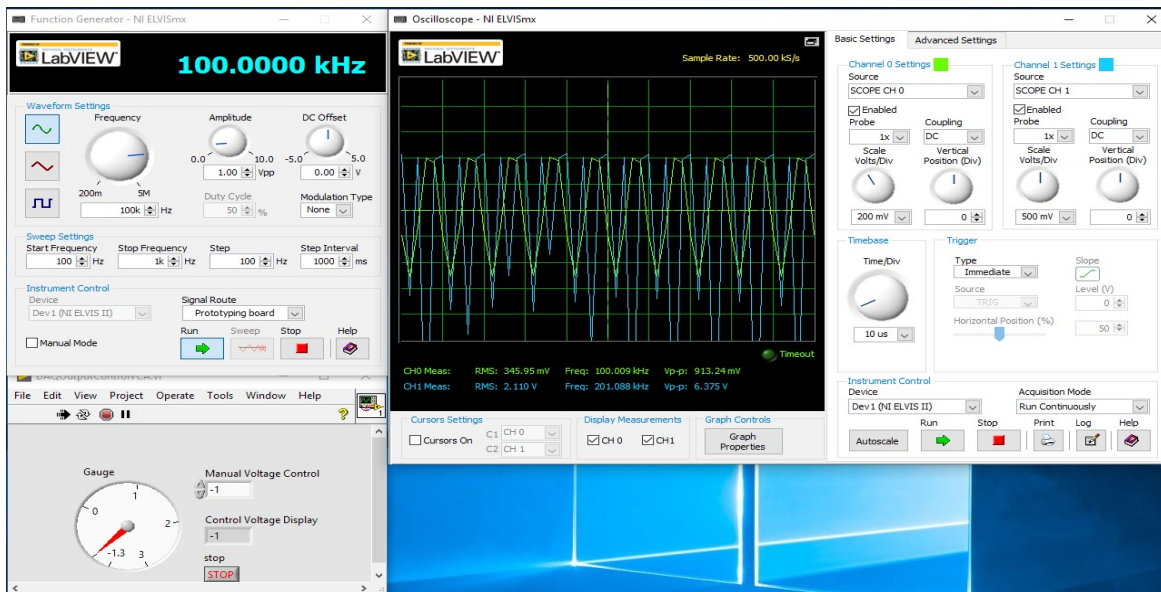 Function Generator - NI ELVISmx
LabVIEW
100.0000 kHz
Waveform Settings
Frequency
Amplitude
DC Offset
0.0 10.0
-5.0 5.0
1.00 Vpp
0.00 V
200m 5M
100k Hz
Duty Cycle
50 %
Modulation Type
None
Sweep Settings
Start Frequency Stop Frequency Step Step Interval
100 Hz 1k Hz 100 Hz 1000 ms
Instrument Control
Device Signal Route
Dev1 (NI ELVIS II) Prototyping board
Run Sweep Stop Help
Manual Mode
DAQOutputControlVCA.vi
File Edit View Project Operate Tools Window Help
1
Gauge
-1.3 0 1 2 3
Manual Voltage Control
-1
Control Voltage Display
-1
stop
STOP
Oscilloscope - NI ELVISmx
LabVIEW
Sample Rate: 500.00 kS/s
Timeout
CH0 Meas: RMS: 345.95 mV Freq: 100.009 kHz Vp-p: 913.24 mV
CH1 Meas: RMS: 2.110 V Freq: 201.088 kHz Vp-p: 6.375 V
Cursors Settings
Cursors On
C1 CH 0
C2 CH 1
Display Measurements
CH 0 CH1
Graph Controls
Graph
Properties
Basic Settings Advanced Settings
Channel 0 Settings
Source
SCOPE CH 0
Enabled
Probe Coupling
1x DC
Scale Vertical
Volts/Div Position (Div)
200 mV 0
Channel 1 Settings
Source
SCOPE CH 1
Enabled
Probe Coupling
1x DC
Scale Vertical
Volts/Div Position (Div)
500 mV 0
Timebase
Time/Div
10 us
Trigger
Type Slope
Immediate
Source Level (V)
TRIG 0
Horizontal Position (%)
50
Instrument Control
Device Acquisition Mode
Dev1 (NI ELVIS II) Run Continuously
Run Stop Print Log Help
Autoscale